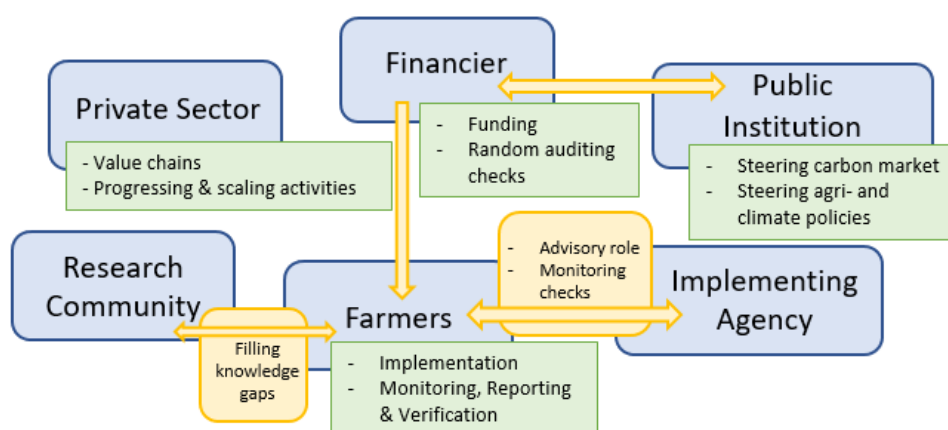 Financier
Private Sector
Public
Institution
- Value chains
- Progressing & scaling activities
- Funding
- Random auditing
checks
- Steering carbon market
- Steering agri- and
climate policies
Research
Community
- Advisory role
- Monitoring
checks
Implementing
Agency
Farmers
Filling
knowledge
gaps
- Implementation
- Monitoring, Reporting
& Verification